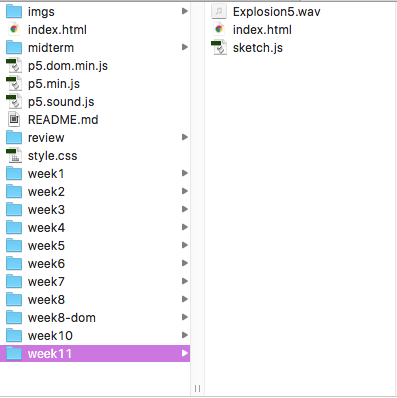 imgs
index.html
midterm
p5.dom.min.js
p5.min.js
p5.sound.js
README.md
review
style.css
week1
week2
week3
week4
week5
week6
week7
week8
week8-dom
week10
week11
Explosion5.wav
index.html
sketch.js